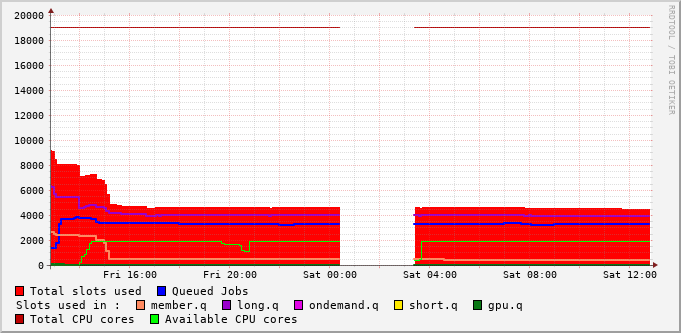 RRDTOOL / TOBI OETIKER
20000
18000
16000
14000
12000
10000
8000
6000
4000
2000
0
Fri 16:00 Fri 20:00 Sat 00:00 Sat 04:00 Sat 08:00 Sat 12:00
Total slots used Queued Jobs
Slots used in : member.q long.q ondemand.q short.q gpu.q
Total CPU cores Available CPU cores